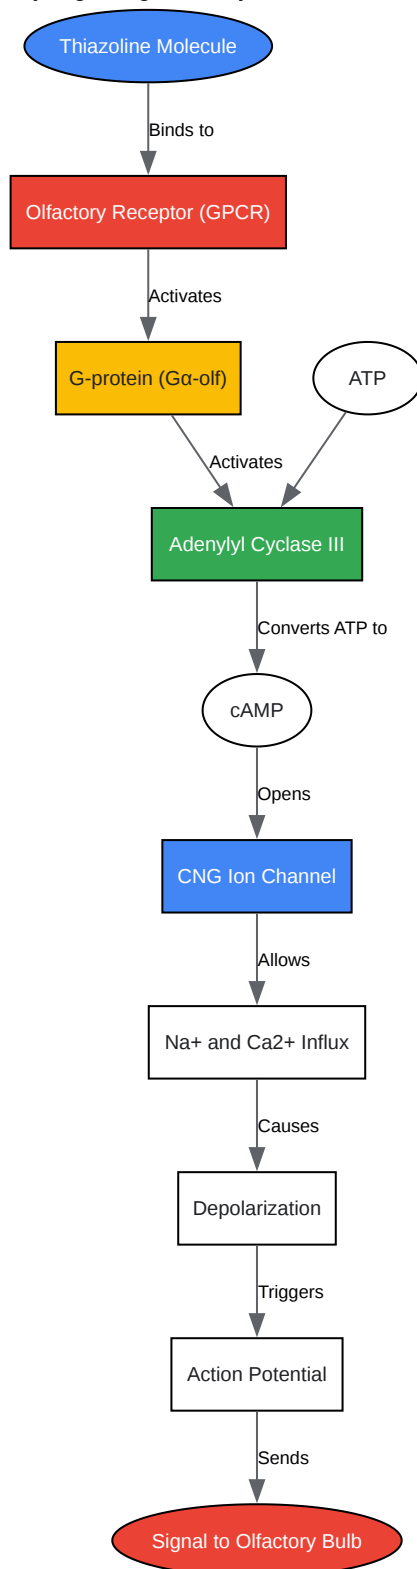 Thiazoline Molecule
Binds to
Olfactory Receptor (GPCR)
Activates
G-protein (Gα-olf)
ATP
Activates
Adenylyl Cyclase III
Converts ATP to
cAMP
Opens
CNG Ion Channel
Allows
Na+ and Ca2+ Influx
Causes
Depolarization
Triggers
Action Potential
Sends
Signal to Olfactory Bulb